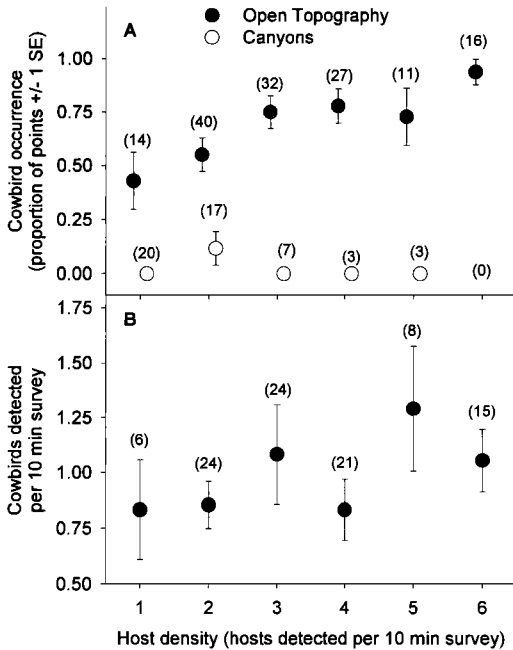 A
Open Topography
Canyons
Cowbird occurrence
(proportion of points +/- 1 SE)
1.00
0.75
0.50
0.25
0.00
(14)
(40)
(32)
(27)
(11)
(16)
(20)
(17)
(7)
(3)
(3)
(0)
B
Cowbirds detected
per 10 min survey
1.75
1.50
1.25
1.00
0.75
0.50
(6)
(24)
(24)
(21)
(8)
(15)
1 2 3 4 5 6
Host density (hosts detected per 10 min survey)